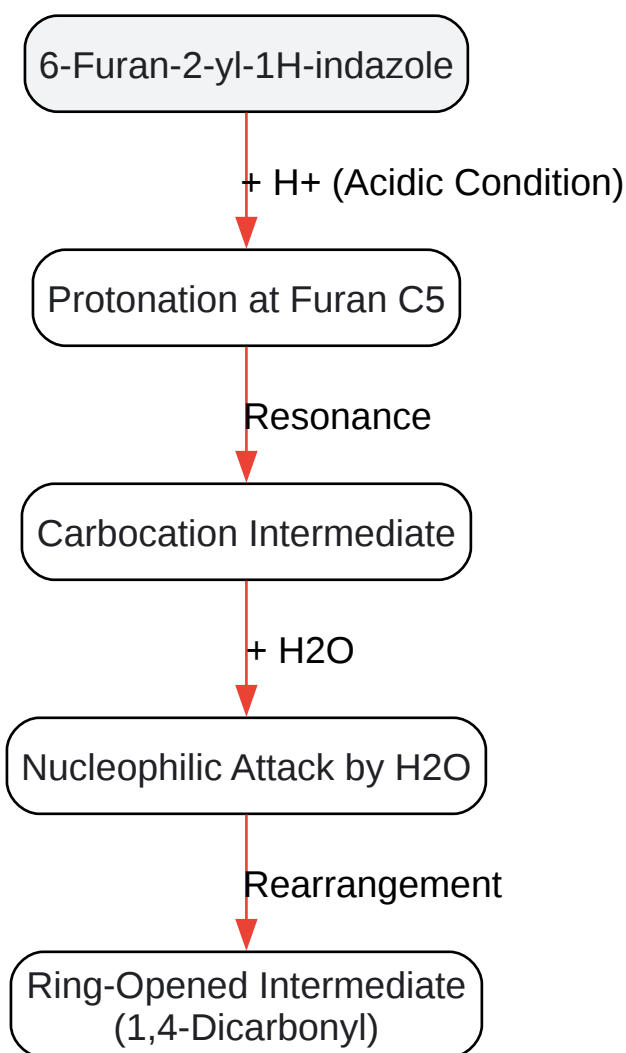 6-Furan-2-yl-1H-indazole
+ H+ (Acidic Condition)
Protonation at Furan C5
Resonance
Carbocation Intermediate
+ H2O
Nucleophilic Attack by H2O
Rearrangement
Ring-Opened Intermediate
(1,4-Dicarbonyl)